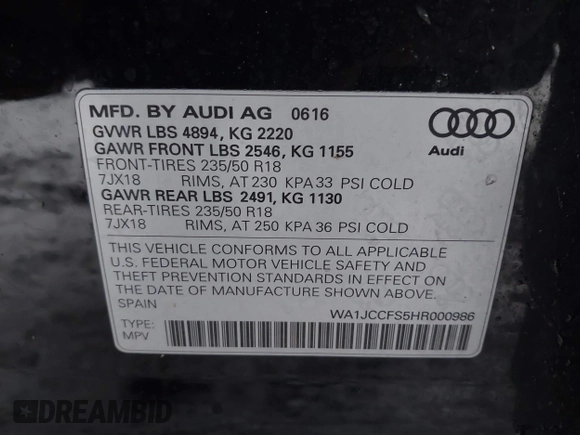 MFD. BY AUDI AG 0616
GVWR LBS 4894, KG 2220
GAWR FRONT LBS 2546, KG 1155
FRONT-TIRES 235/50 R18
7JX18 RIMS, AT 230 KPA 33 PSI COLD
GAWR REAR LBS 2491, KG 1130
REAR-TIRES 235/50 R18
7JX18 RIMS, AT 250 KPA 36 PSI COLD
Audi
THIS VEHICLE CONFORMS TO ALL APPLICABLE
U.S. FEDERAL MOTOR VEHICLE SAFETY AND
THEFT PREVENTION STANDARDS IN EFFECT ON
THE DATE OF MANUFACTURE SHOWN ABOVE.
SPAIN
WA1JCCFS5HR000986
TYPE:
MPV
DREAMBID